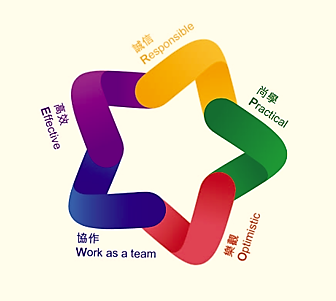 誠信
Responsible
尚學
Practical
樂觀
Optimistic
協作
Work as a team
高效
Effective